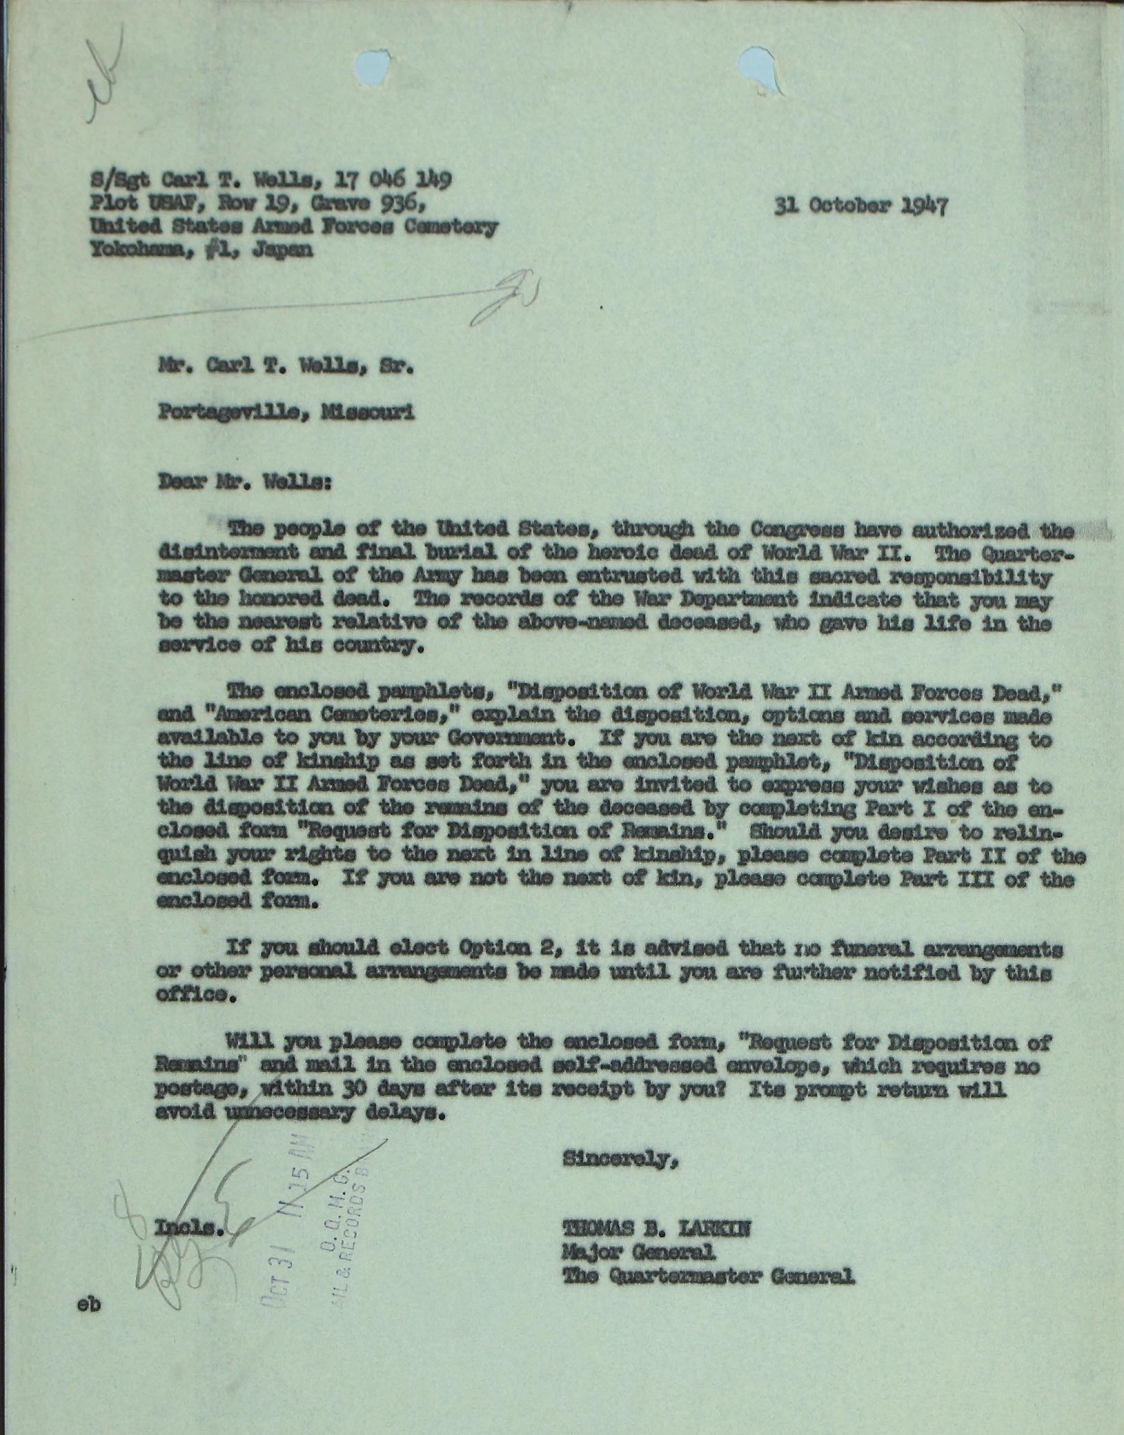 eb
S/Sgt Carl T. Wells, 17 046 149
Plot USAF, Row 19, Grave 936,
31 October 1947
United States Armed Forces Cemetery
Yokohama, #1, Japan
Mr. Carl T. Wells, Sr.
Portageville, Missouri
Dear Mr. Wells:
The people of the United States, through the Congress have authorized the
disinterment and final burial of the heroic dead of World War II. The Quarter-
master General of the Army has been entrusted with this sacred responsibility
to the honored dead. The records of the War Department indicate that you may
be the nearest relative of the above-named deceased, who gave his life in the
service of his country.
The enclosed pamphlets, "Disposition of World War II Armed Forces Dead,"
and "American Cemeteries," explain the disposition, options and services made
available to you by your Government. If you are the next of kin according to
the line of kinship as set forth in the enclosed pamphlet, "Disposition of
World War II Armed Forces Dead," you are invited to express your wishes as to
the disposition of the remains of the deceased by completing Part I of the en-
closed form "Request for Disposition of Remains." Should you desire to relin-
quish your rights to the next in line of kinship, please complete Part II of the
enclosed form. If you are not the next of kin, please complete Part III of the
enclosed form.
If you should elect Option 2, it is advised that no funeral arrangements
or other personal arrangements be made until you are further notified by this
office.
Will you please complete the enclosed form, "Request for Disposition of
Remains" and mail in the enclosed self-addressed envelope, which requires no
postage, within 30 days after its receipt by you? Its prompt return will
avoid unnecessary delays.
Sincerely,
Incls.
THOMAS B. LARKIN
Major General
The Quartermaster General
OCT 31 11 15 AM
O. Q. M. G.
AIL & RECORDS B
eb